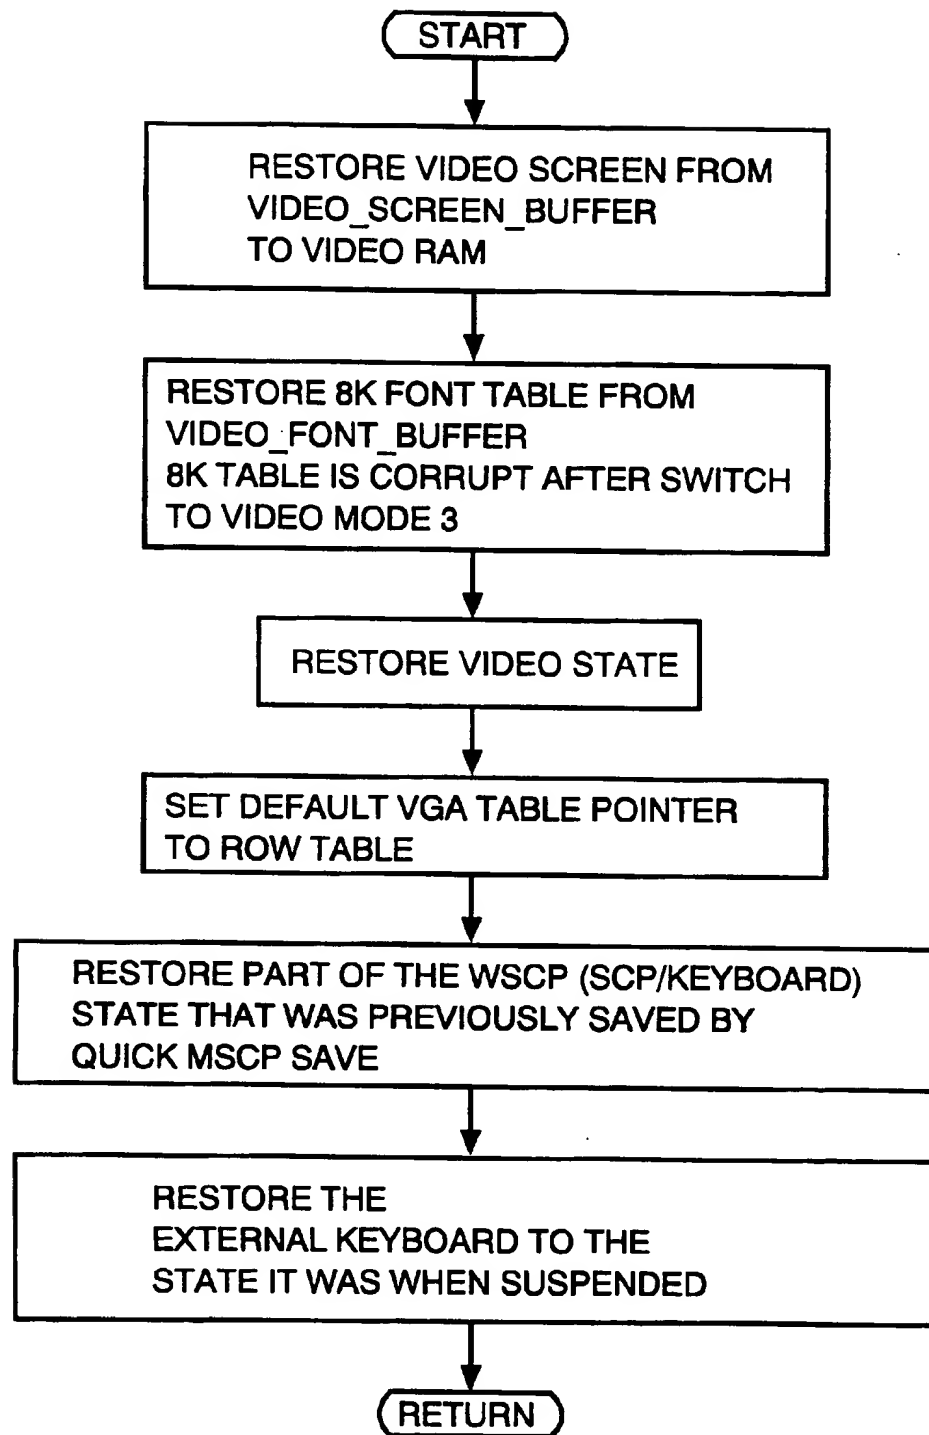 START
RESTORE VIDEO SCREEN FROM
VIDEO_SCREEN_BUFFER
TO VIDEO RAM
RESTORE 8K FONT TABLE FROM
VIDEO_FONT_BUFFER
8K TABLE IS CORRUPT AFTER SWITCH
TO VIDEO MODE 3
RESTORE VIDEO STATE
SET DEFAULT VGA TABLE POINTER
TO ROW TABLE
RESTORE PART OF THE WSCP (SCP/KEYBOARD)
STATE THAT WAS PREVIOUSLY SAVED BY
QUICK MSCP SAVE
RESTORE THE
EXTERNAL KEYBOARD TO THE
STATE IT WAS WHEN SUSPENDED
RETURN